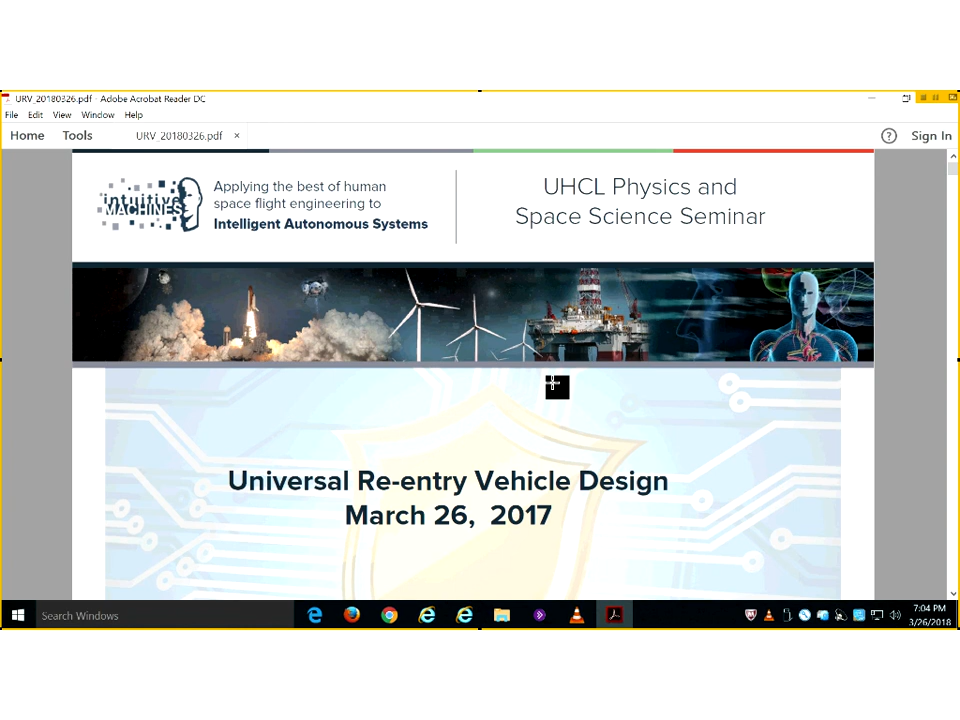 URV_20180326.pdf - Adobe Acrobat Reader DC
File Edit View Window Help
Home Tools URV_20180326.pdf × ? Sign In
intuitive
MACHINES
Applying the best of human
space flight engineering to
Intelligent Autonomous Systems
UHCL Physics and
Space Science Seminar
Universal Re-entry Vehicle Design
March 26, 2017
Search Windows
7:04 PM
3/26/2018